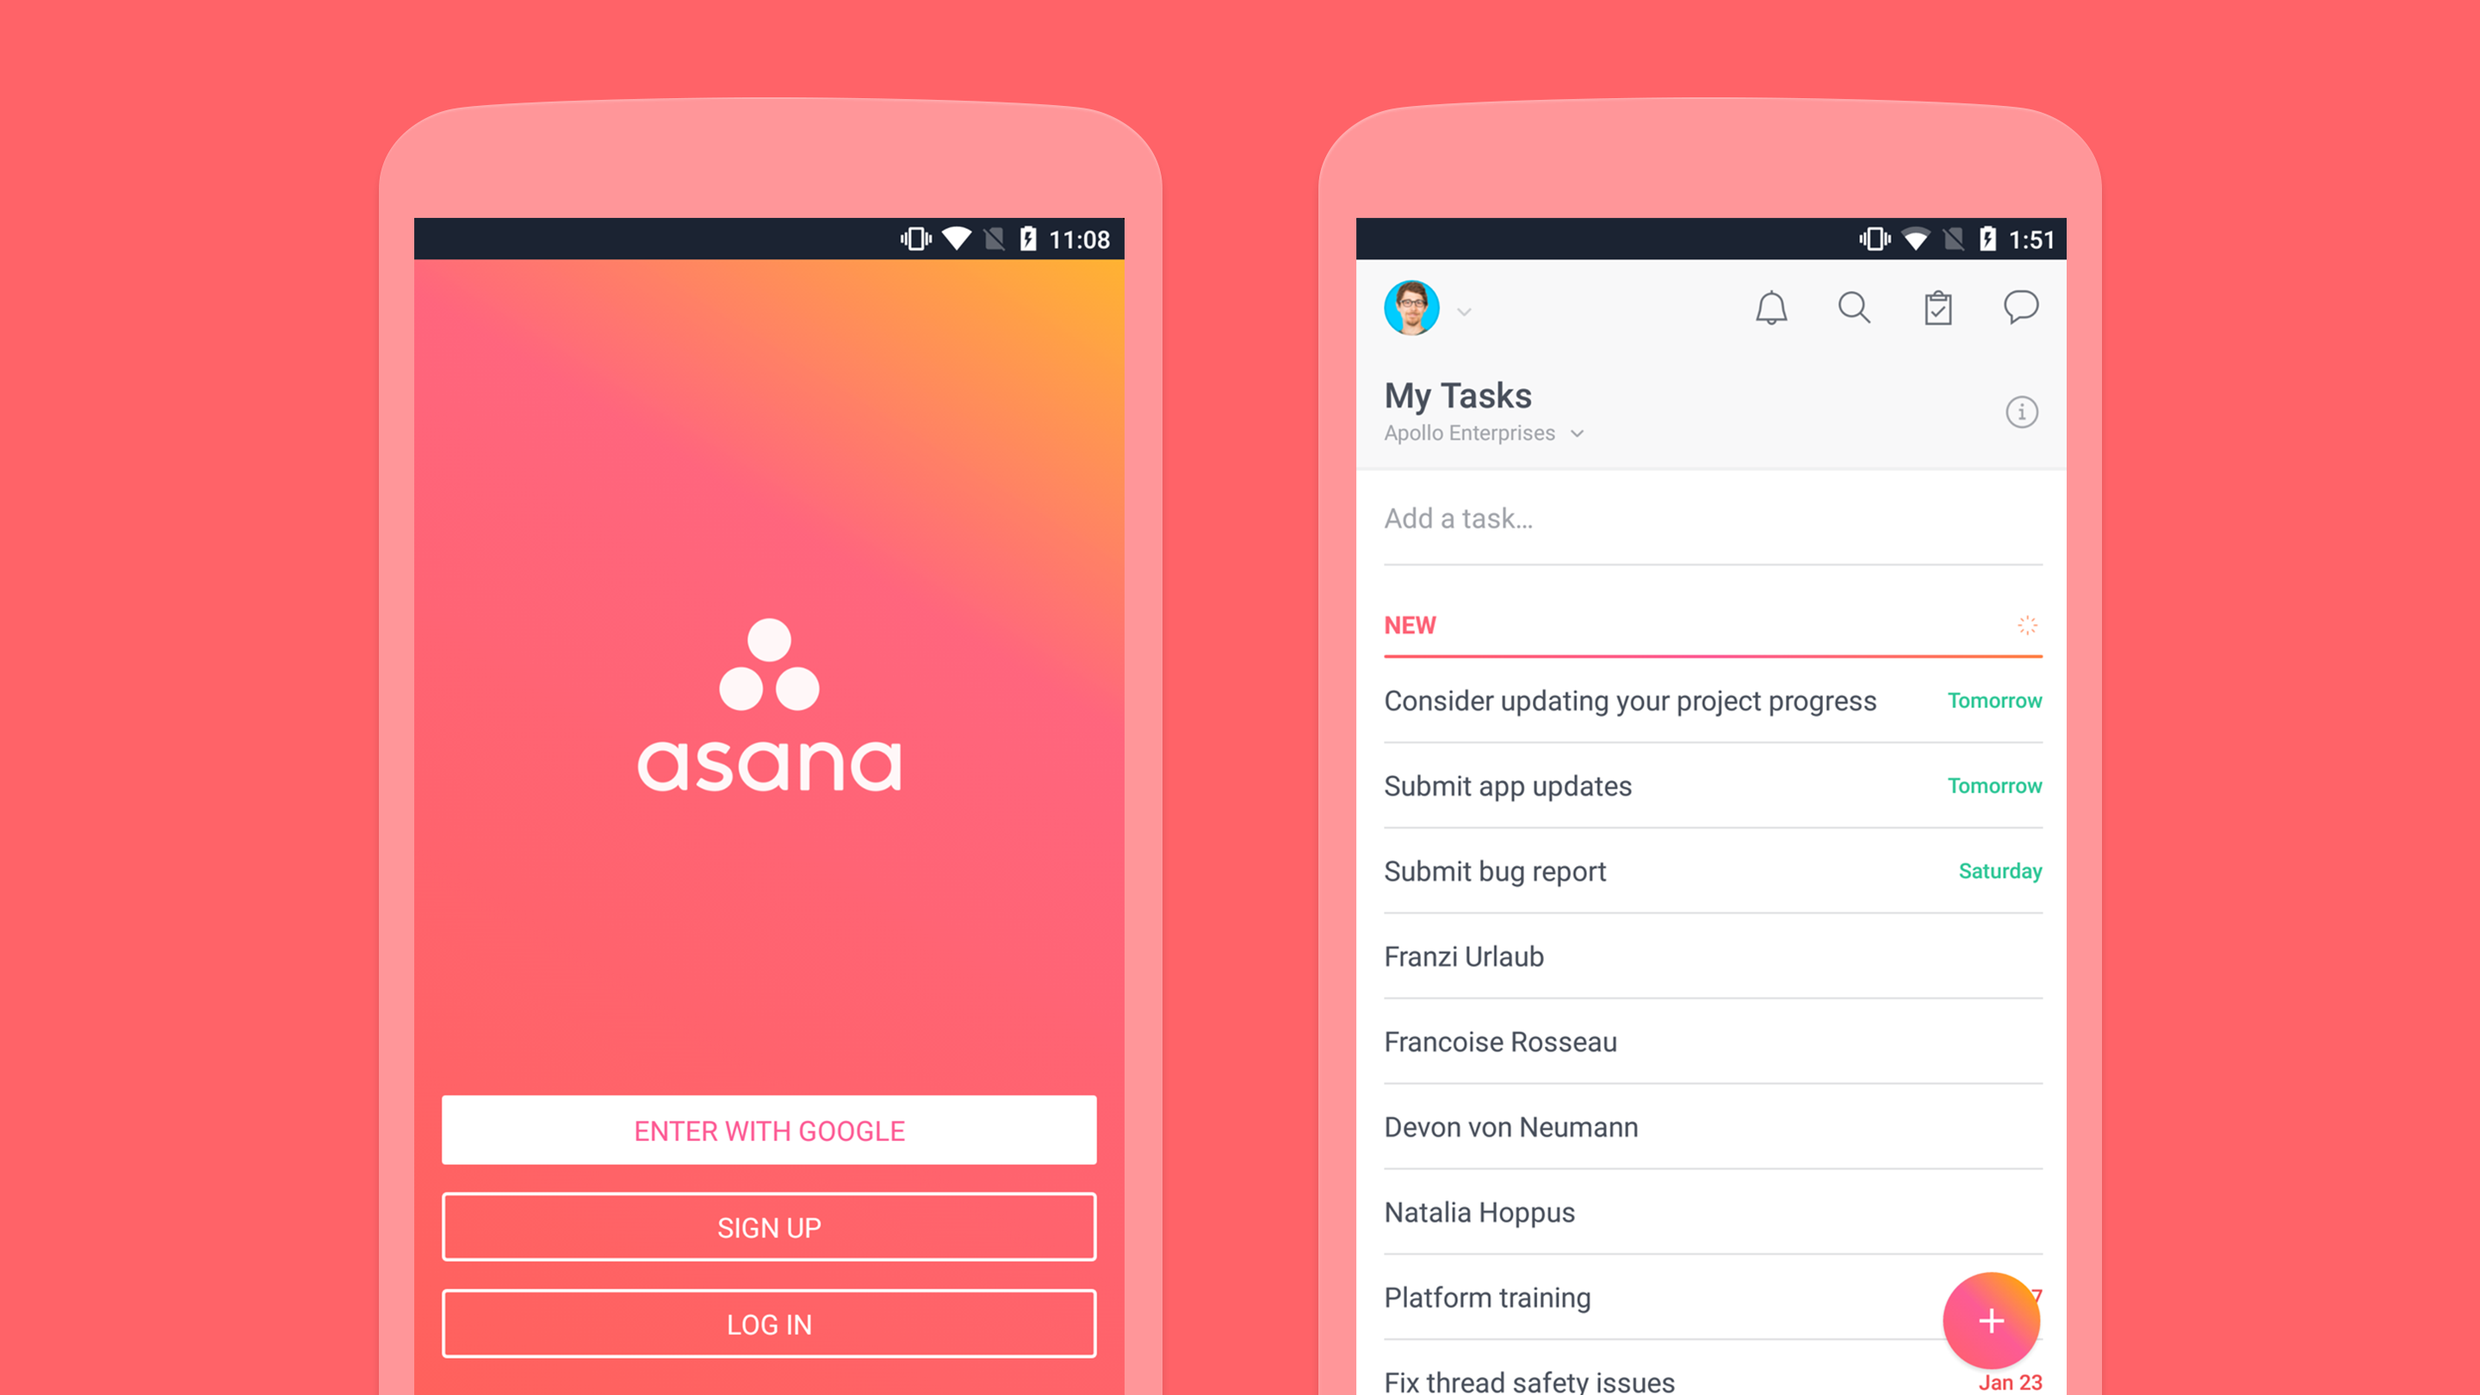 11:08
asana
ENTER WITH GOOGLE
SIGN UP
LOG IN
1:51
My Tasks
Apollo Enterprises
Add a task…
NEW
Consider updating your project progress Tomorrow
Submit app updates Tomorrow
Submit bug report Saturday
Franzi Urlaub
Francoise Rosseau
Devon von Neumann
Natalia Hoppus
Platform training
Fix thread safety issues Jan 23